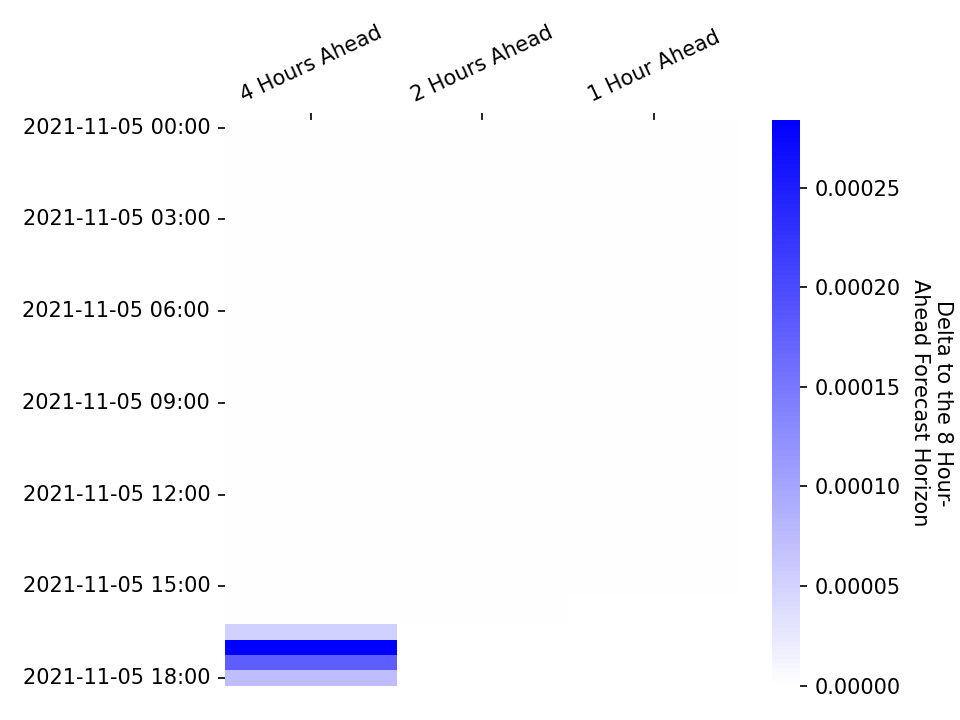 4 Hours Ahead
2 Hours Ahead
1 Hour Ahead
2021-11-05 00:00
2021-11-05 03:00
2021-11-05 06:00
2021-11-05 09:00
2021-11-05 12:00
2021-11-05 15:00
2021-11-05 18:00
0.00025
0.00020
0.00015
0.00010
0.00005
0.00000
Delta to the 8 Hour-
Ahead Forecast Horizon